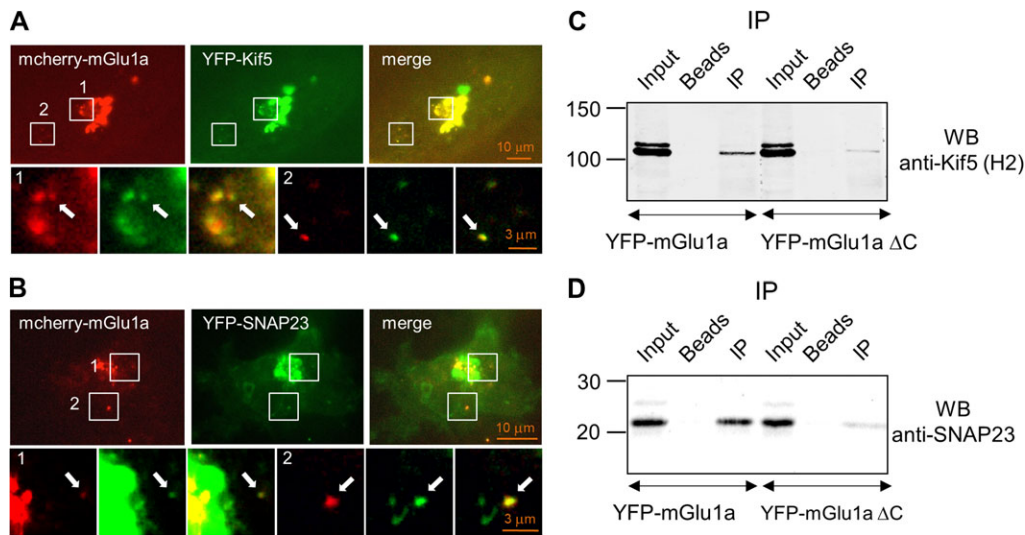 A
mcherry-mGlu1a YFP-Kif5 merge
1
2
10 µm
1 2
3 µm
B
mcherry-mGlu1a YFP-SNAP23 merge
1
2
10 µm
1 2
3 µm
C
IP
Input Beads IP Input Beads IP
150
100
WB
anti-Kif5 (H2)
YFP-mGlu1a YFP-mGlu1a ΔC
D
IP
Input Beads IP Input Beads IP
30
20
WB
anti-SNAP23
YFP-mGlu1a YFP-mGlu1a ΔC